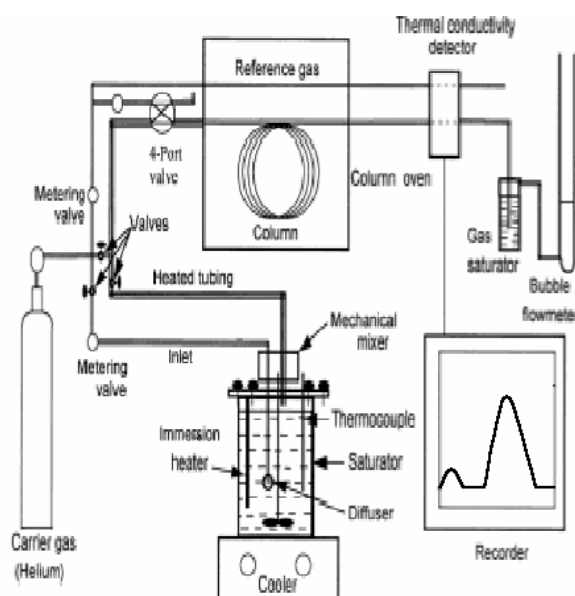 Thermal conductivity
detector
Reference gas
4-Port
valve
Column oven
Metering
valve
Valves
Column
Gas
saturator
Heated tubing
Bubble
flowmete
Mechanical
mixer
Inlet
Metering
valve
Thermocouple
Immersion
heater
Saturator
Diffuser
Carrier gas
(Helium)
Recorder
Cooler